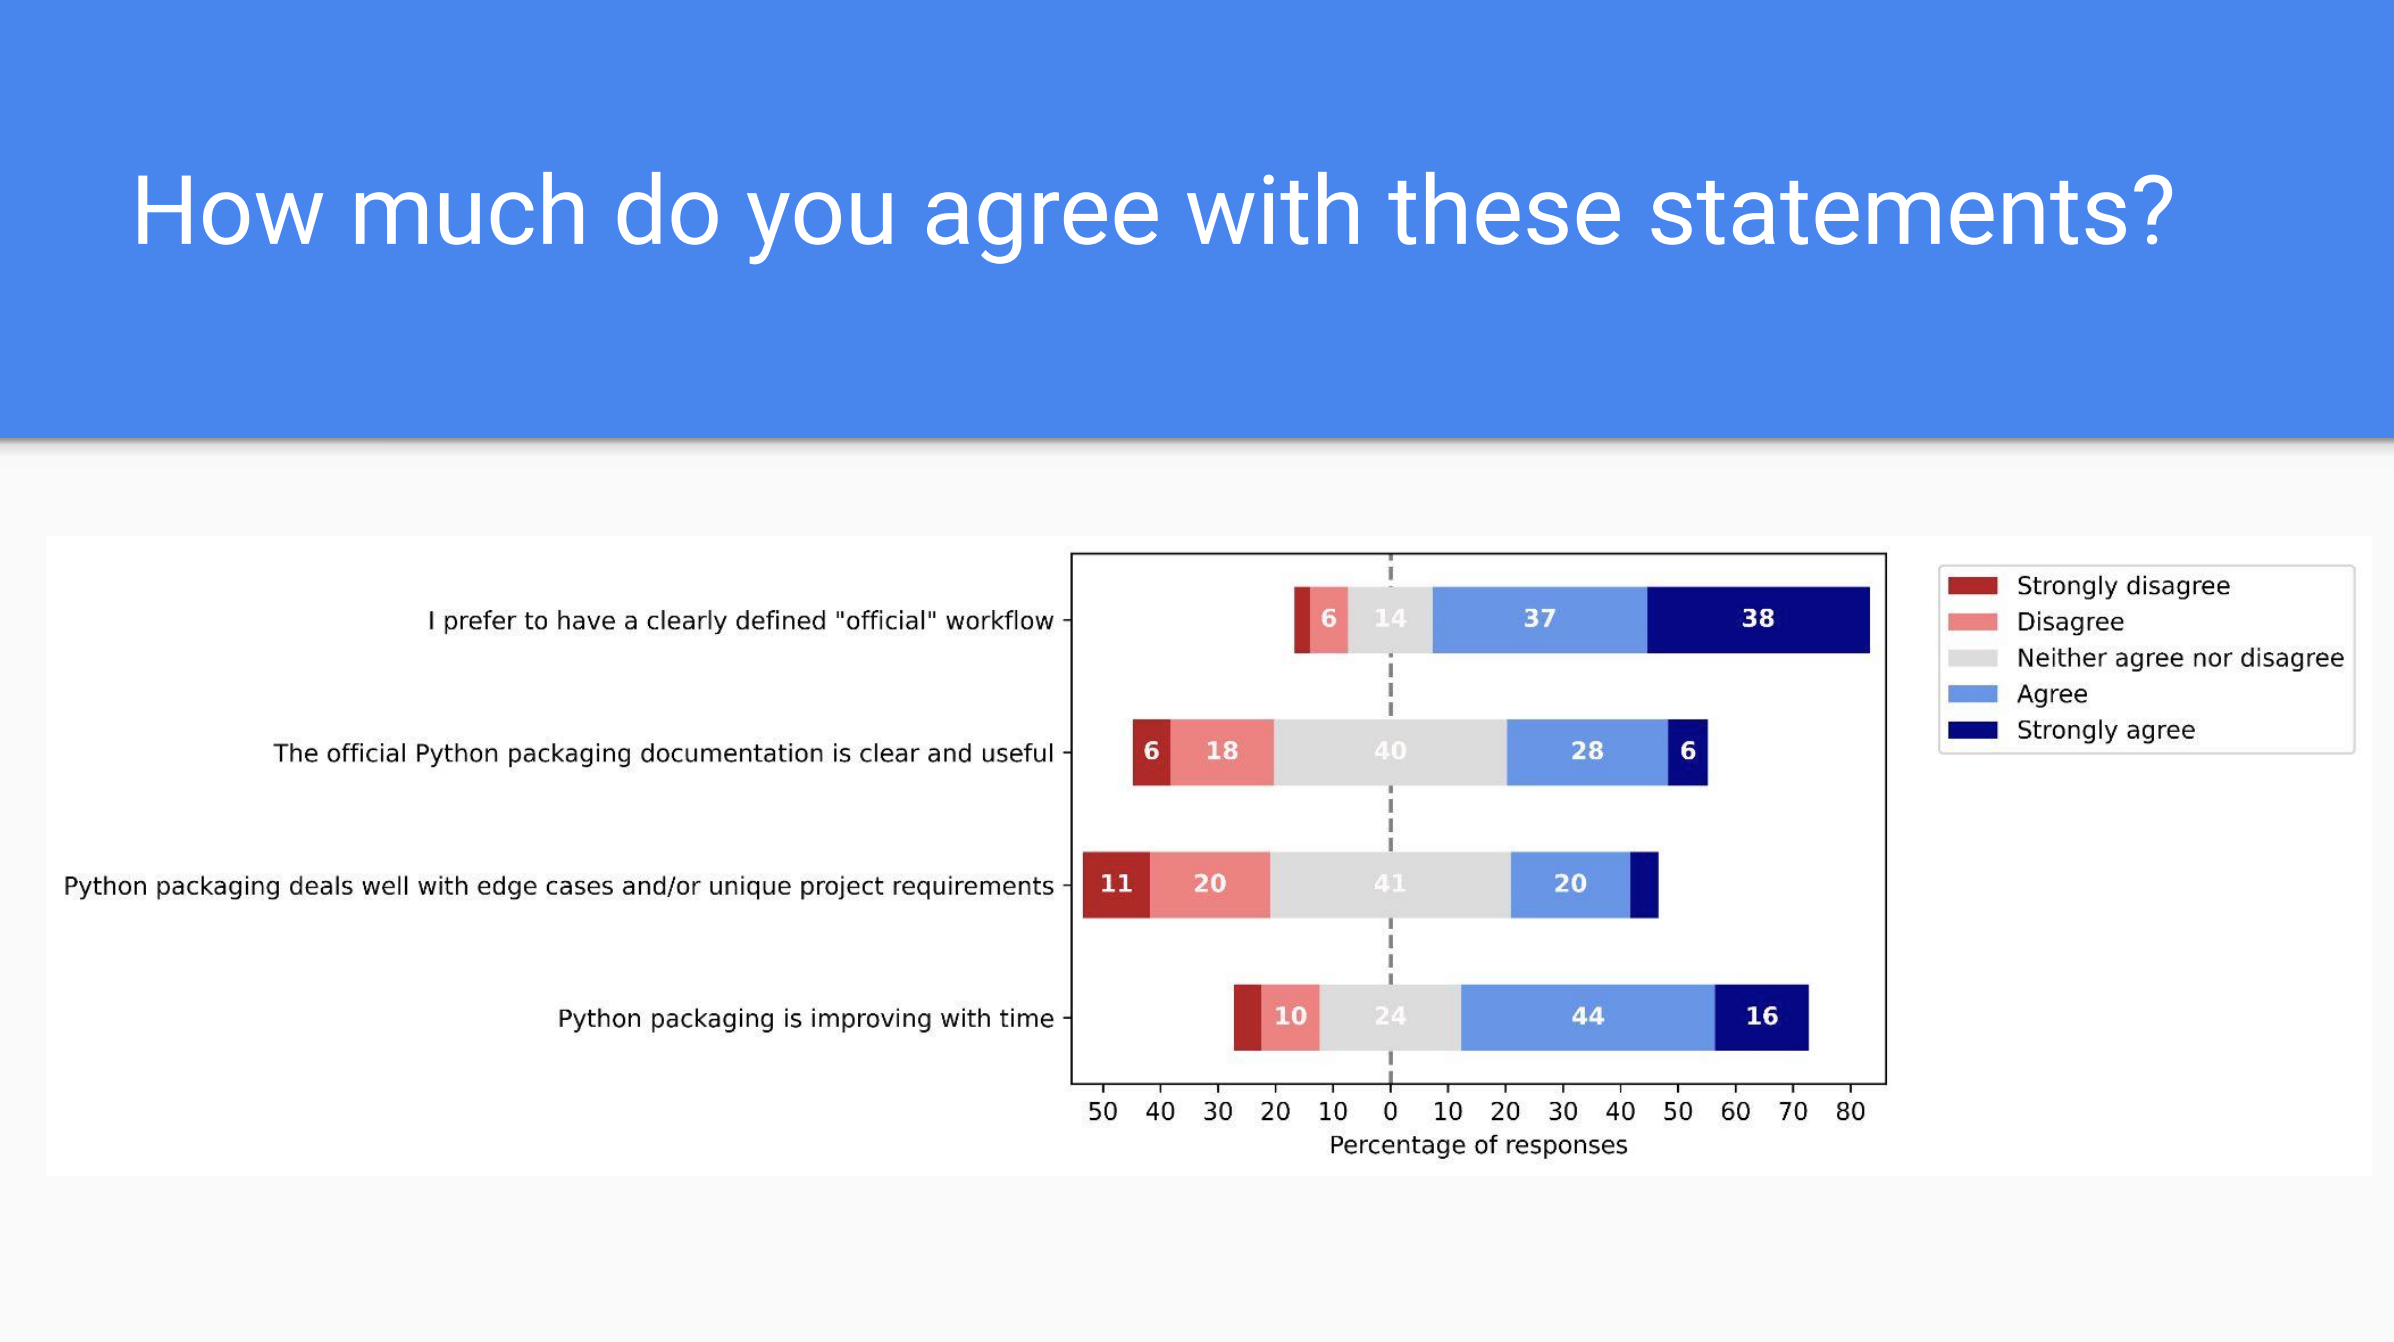 How much do you agree with these statements?
I prefer to have a clearly defined "official" workflow
6 14 37 38
The official Python packaging documentation is clear and useful
6 18 40 28 6
Python packaging deals well with edge cases and/or unique project requirements
11 20 41 20
Python packaging is improving with time
10 24 44 16
50 40 30 20 10 0 10 20 30 40 50 60 70 80
Percentage of responses
Strongly disagree
Disagree
Neither agree nor disagree
Agree
Strongly agree